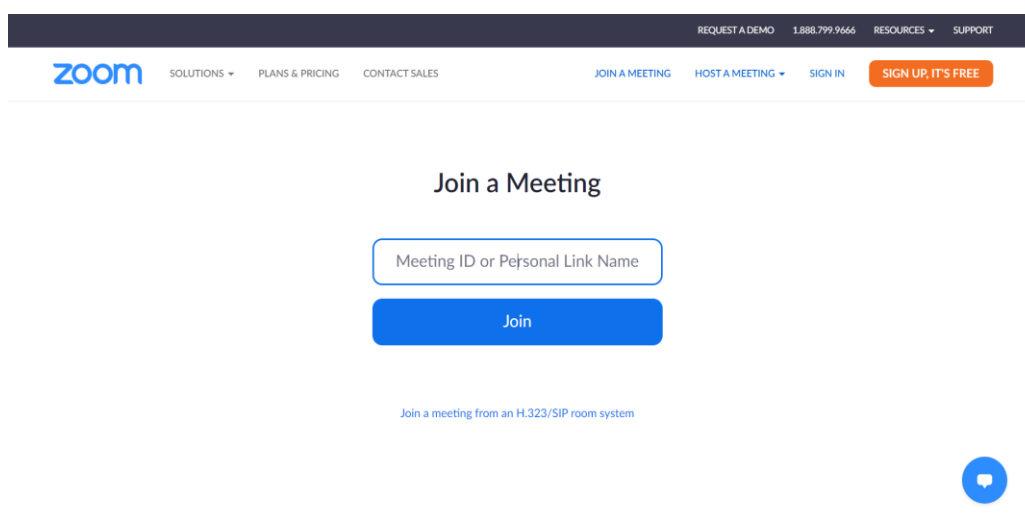 REQUEST A DEMO 1.888.799.9666 RESOURCES SUPPORT
zoom SOLUTIONS PLANS & PRICING CONTACT SALES JOIN A MEETING HOST A MEETING SIGN IN SIGN UP, IT'S FREE
Join a Meeting
Meeting ID or Personal Link Name
Join
Join a meeting from an H.323/SIP room system